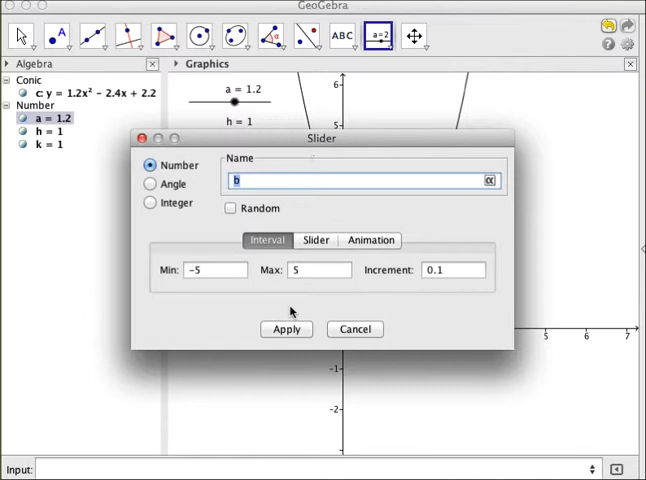 GeoGebra
ABC
a=2
Algebra
Graphics
Conic
c: y = 1.2x² − 2.4x + 2.2
Number
a = 1.2
h = 1
k = 1
a = 1.2
h = 1
6
5
Slider
Number
Angle
Integer
Name
b
α
Random
Interval
Slider
Animation
Min:
-5
Max:
5
Increment:
0.1
Apply
Cancel
5
6
7
-1
-2
Input: